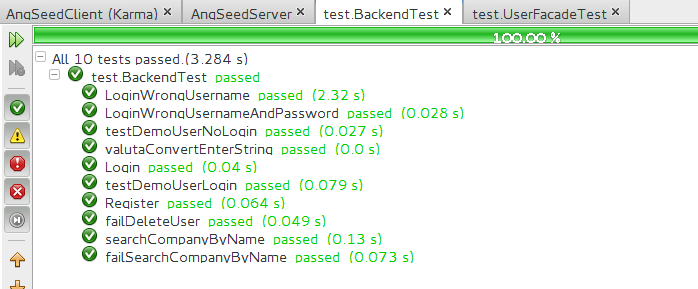 AngSeedClient (Karma) AngSeedServer test.BackendTest test.UserFacadeTest
100.00 %
All 10 tests passed.(3.284 s)
test.BackendTest passed
LoginWrongUsername passed (2.32 s)
LoginWrongUsernameAndPassword passed (0.028 s)
testDemoUserNoLogin passed (0.027 s)
valutaConvertEnterString passed (0.0 s)
Login passed (0.04 s)
testDemoUserLogin passed (0.079 s)
Register passed (0.064 s)
failDeleteUser passed (0.049 s)
searchCompanyByName passed (0.13 s)
failSearchCompanyByName passed (0.073 s)